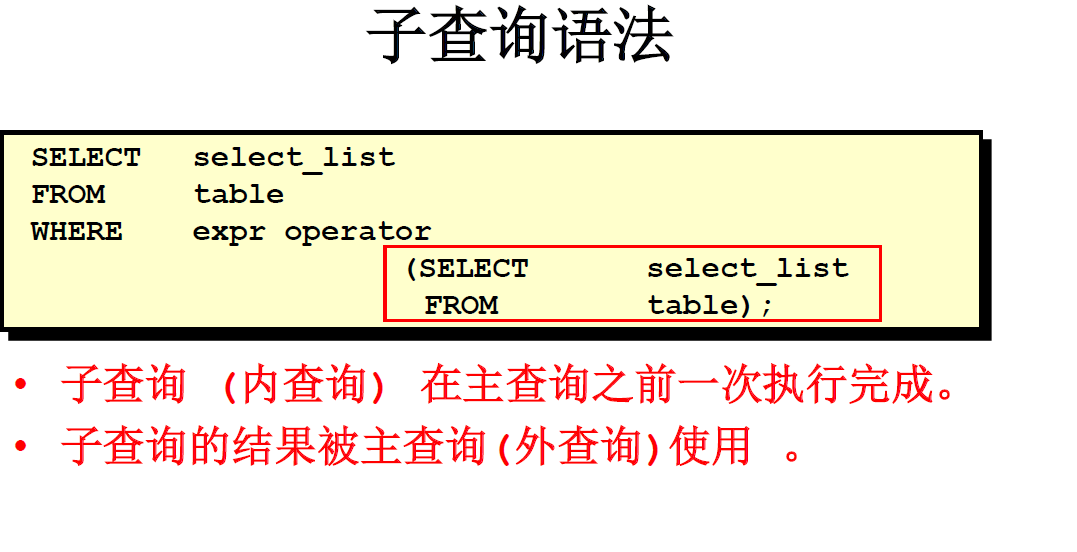 子查询语法
SELECT select_list
FROM table
WHERE expr operator
(SELECT select_list
FROM table);
• 子查询 (内查询) 在主查询之前一次执行完成。
• 子查询的结果被主查询(外查询)使用 。